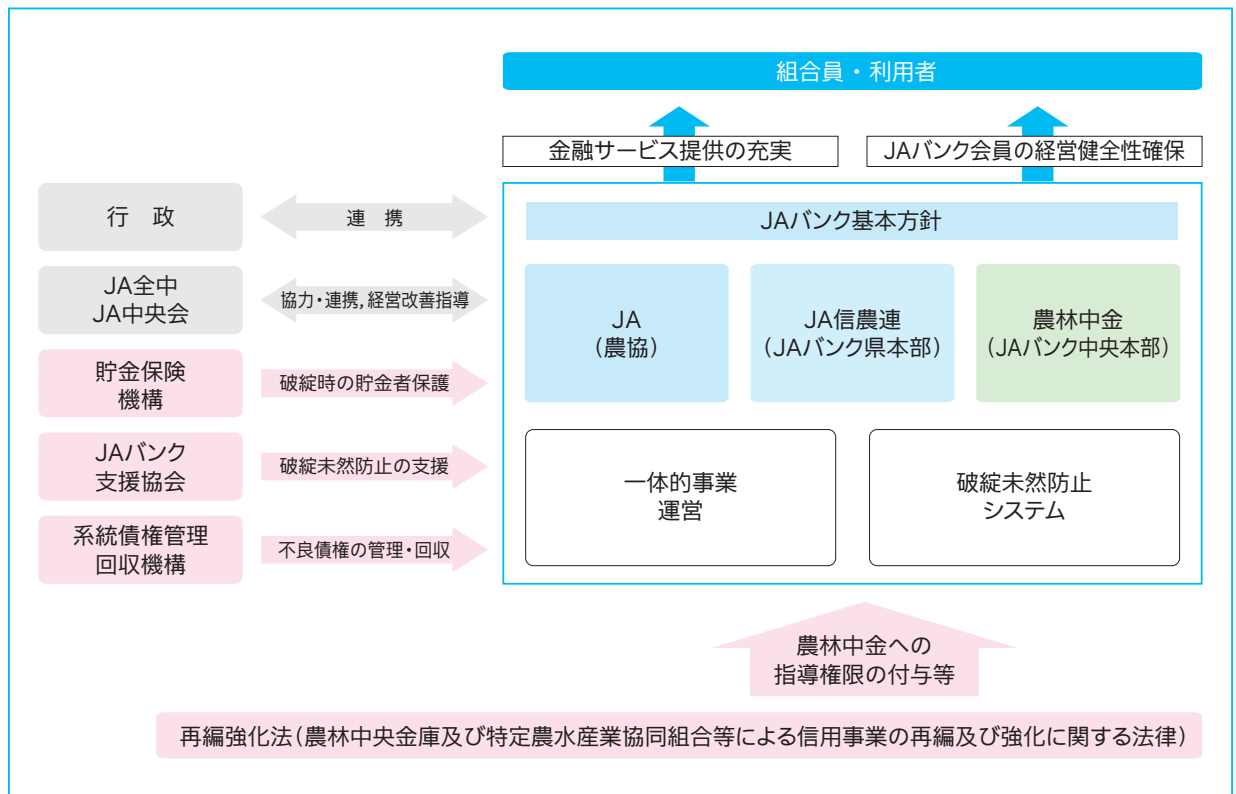 組合員・利用者
金融サービス提供の充実
JAバンク会員の経営健全性確保
行　政
連　携
JAバンク基本方針
JA全中
JA中央会
協力・連携,経営改善指導
JA
（農協）
JA信農連
（JAバンク県本部）
農林中金
（JAバンク中央本部）
貯金保険
機構
破綻時の貯金者保護
JAバンク
支援協会
破綻未然防止の支援
一体的事業
運営
破綻未然防止
システム
系統債権管理
回収機構
不良債権の管理・回収
農林中金への
指導権限の付与等
再編強化法（農林中央金庫及び特定農水産業協同組合等による信用事業の再編及び強化に関する法律）